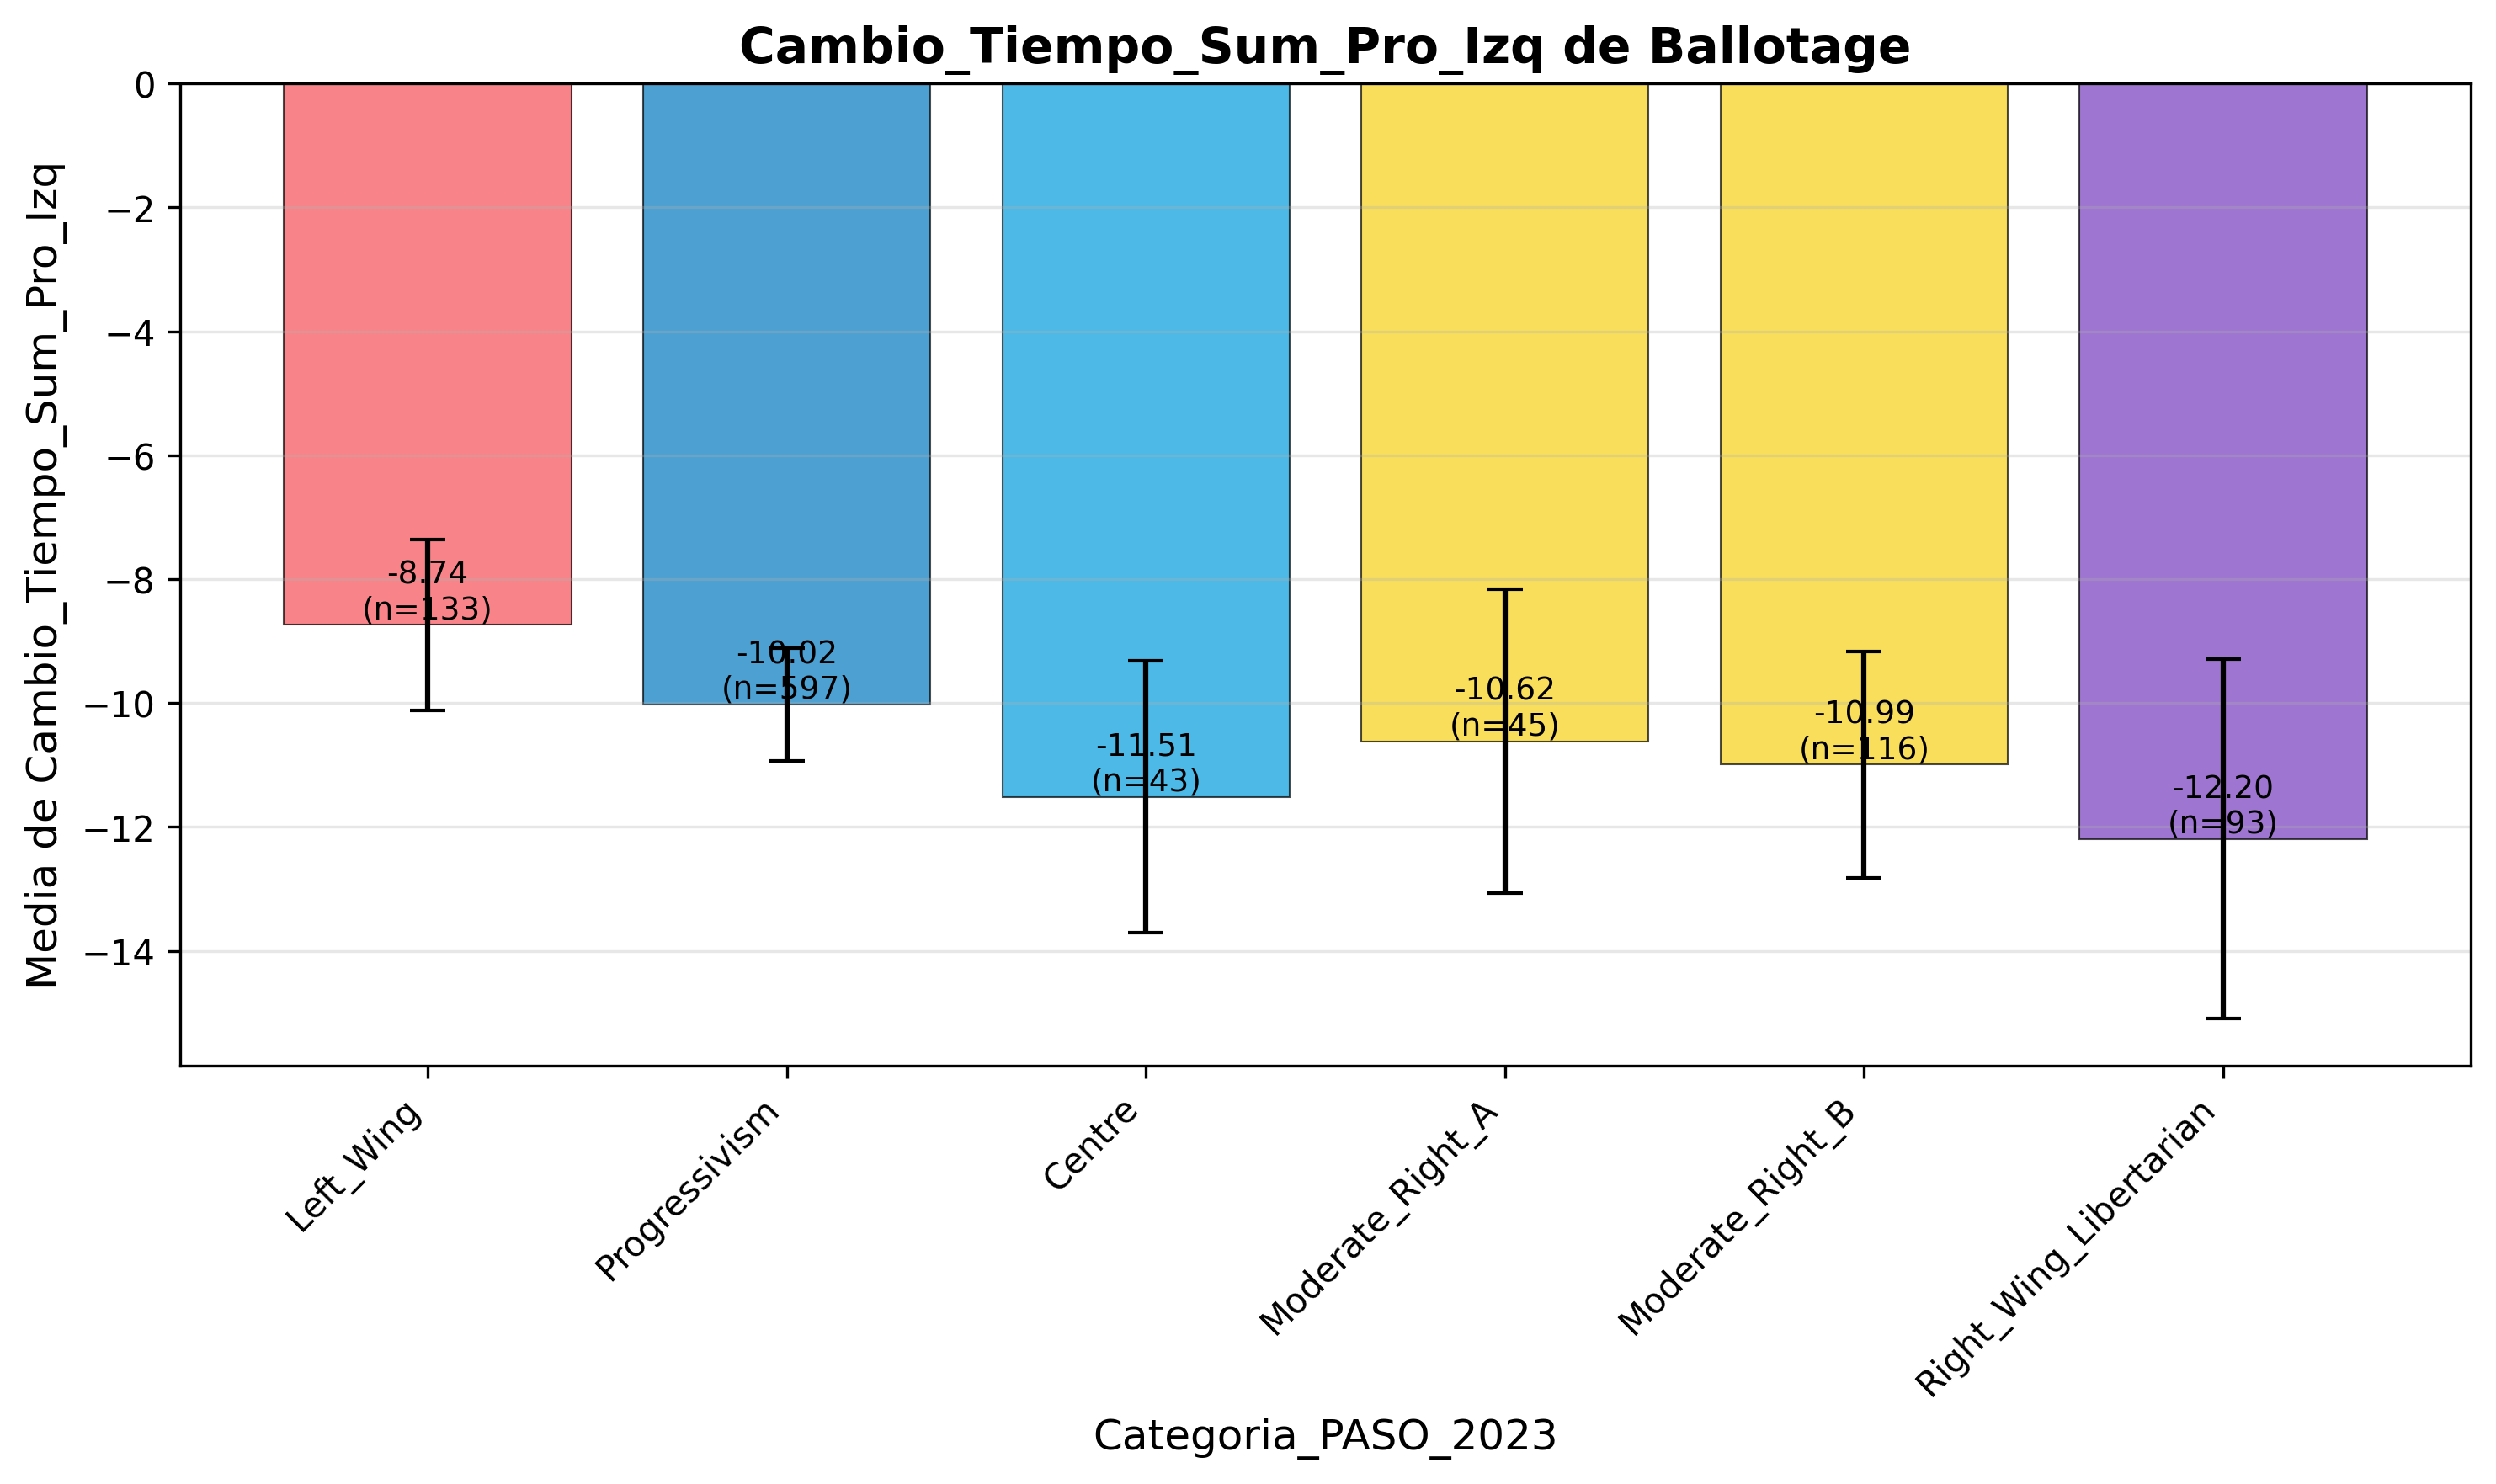 Cambio_Tiempo_Sum_Pro_Izq de Ballotage
Media de Cambio_Tiempo_Sum_Pro_Izq
0
−2
−4
−6
−8
−10
−12
−14
-8.74
(n=133)
-10.02
(n=597)
-11.51
(n=43)
-10.62
(n=45)
-10.99
(n=116)
-12.20
(n=93)
Left_Wing
Progressivism
Centre
Moderate_Right_A
Moderate_Right_B
Right_Wing_Libertarian
Categoria_PASO_2023